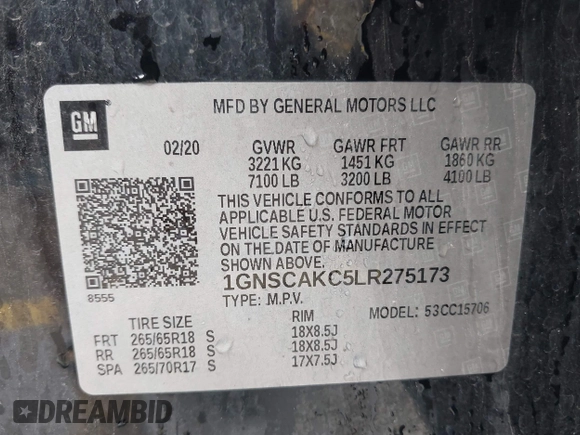 GM
MFD BY GENERAL MOTORS LLC
02/20 GVWR GAWR FRT GAWR RR
3221 KG 1451 KG 1860 KG
7100 LB 3200 LB 4100 LB
THIS VEHICLE CONFORMS TO ALL
APPLICABLE U.S. FEDERAL MOTOR
VEHICLE SAFETY STANDARDS IN EFFECT
ON THE DATE OF MANUFACTURE
SHOWN ABOVE.
1GNSCAKC5LR275173
8555
TYPE: M.P.V. MODEL: 53CC15706
TIRE SIZE RIM
FRT 265/65R18 S 18X8.5J
RR 265/65R18 S 18X8.5J
SPA 265/70R17 S 17X7.5J
DREAMBID